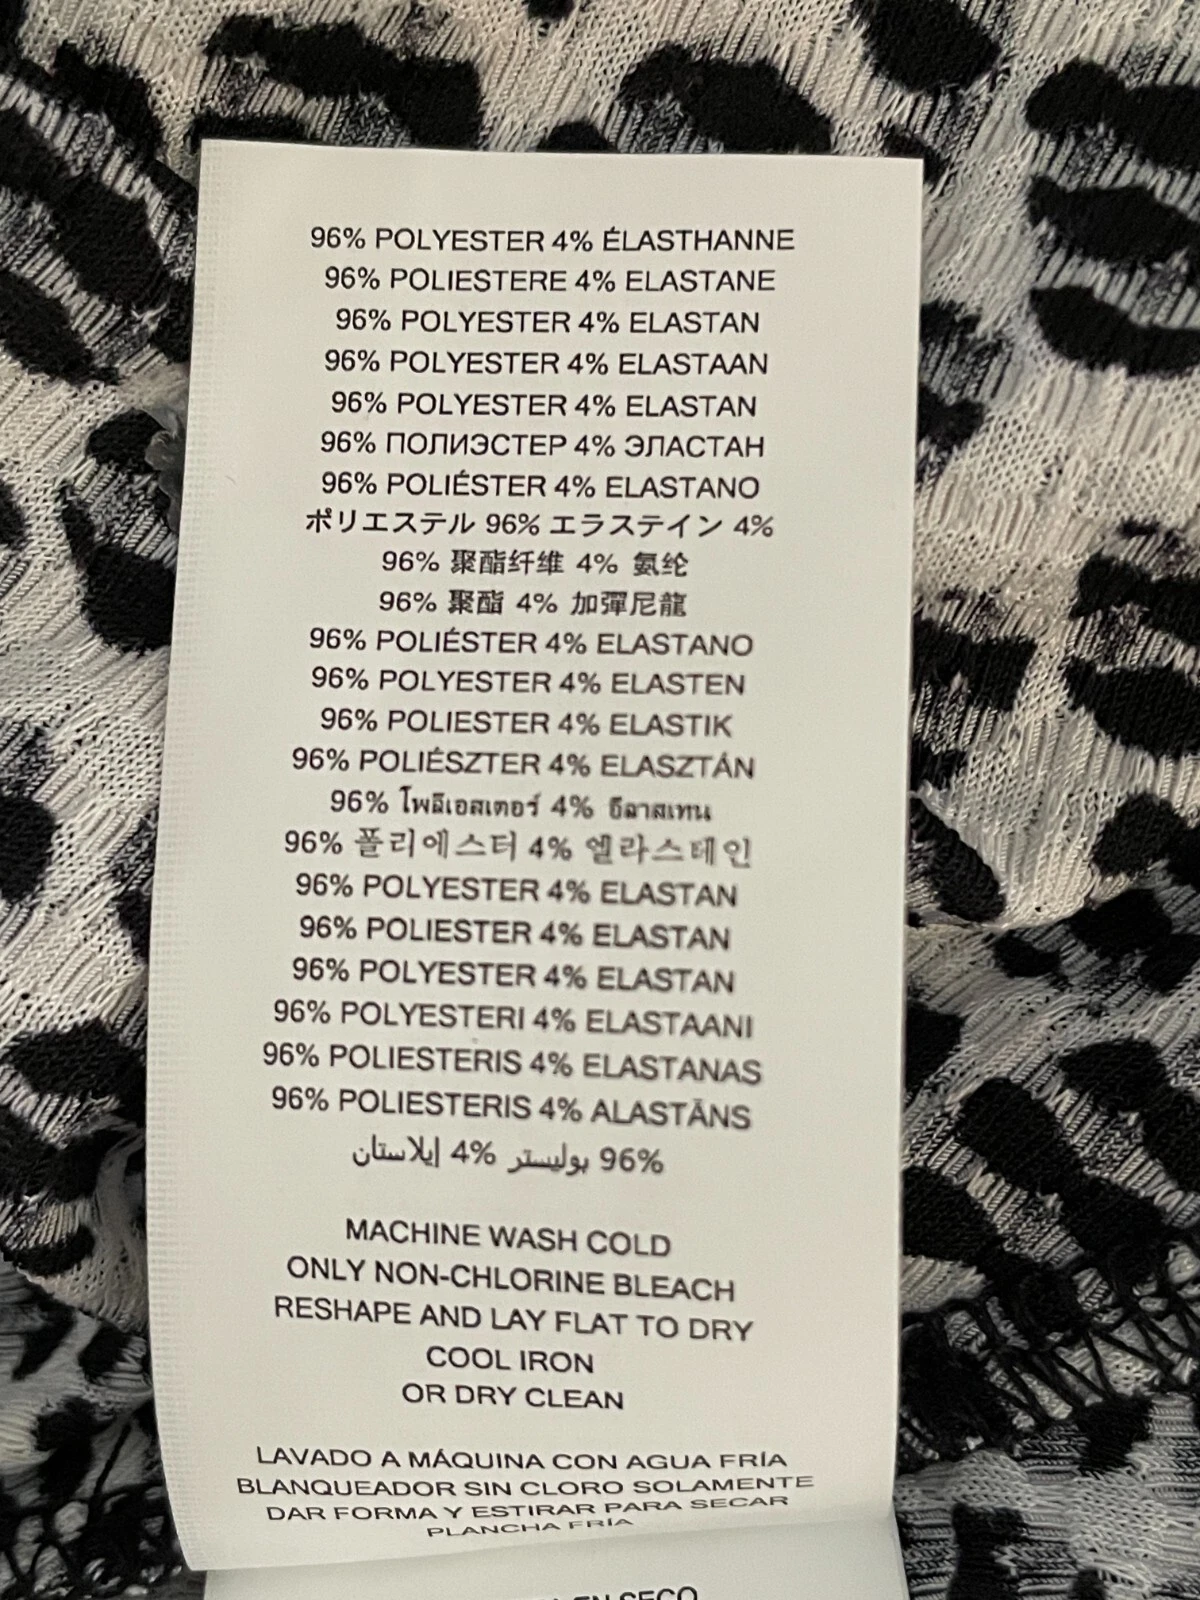 96% POLYESTER 4% ÉLASTHANNE
96% POLIESTERE 4% ELASTANE
96% POLYESTER 4% ELASTAN
96% POLYESTER 4% ELASTAAN
96% POLYESTER 4% ELASTAN
96% ПОЛИЭСТЕР 4% ЭЛАСТАН
96% POLIÉSTER 4% ELASTANO
ポリエステル 96% エラステイン 4%
96% 聚酯纤维 4% 氨纶
96% 聚酯 4% 加彈尼龍
96% POLIÉSTER 4% ELASTANO
96% POLYESTER 4% ELASTEN
96% POLIESTER 4% ELASTIK
96% POLIÉSZTER 4% ELASZTÁN
96% โพลีเอสเตอร์ 4% อีลาสเทน
96% 폴리에스터 4% 엘라스테인
96% POLYESTER 4% ELASTAN
96% POLIESTER 4% ELASTAN
96% POLYESTER 4% ELASTAN
96% POLYESTERI 4% ELASTAANI
96% POLIESTERIS 4% ELASTANAS
96% POLIESTERIS 4% ALASTĀNS
96% بوليستر 4% إيلاستان
MACHINE WASH COLD
ONLY NON-CHLORINE BLEACH
RESHAPE AND LAY FLAT TO DRY
COOL IRON
OR DRY CLEAN
LAVADO A MÁQUINA CON AGUA FRÍA
BLANQUEADOR SIN CLORO SOLAMENTE
DAR FORMA Y ESTIRAR PARA SECAR
PLANCHA FRÍA
EN SECO